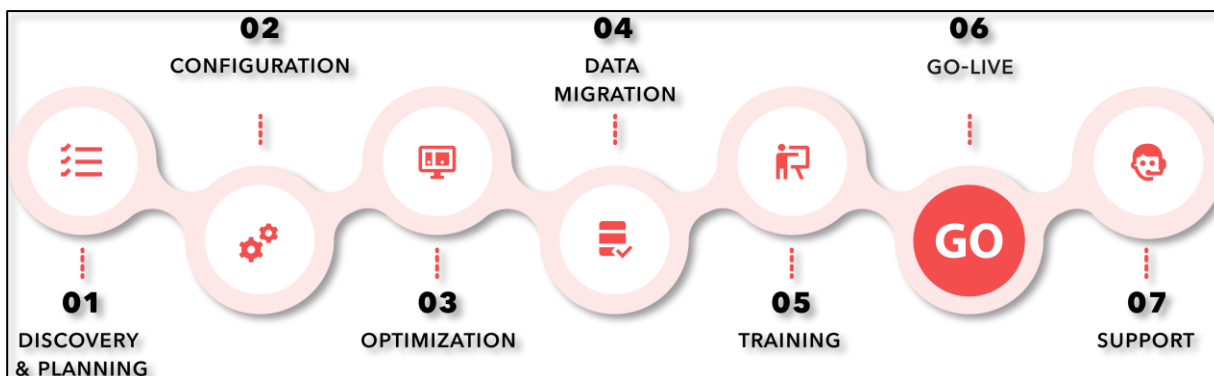 01
DISCOVERY
& PLANNING
02
CONFIGURATION
03
OPTIMIZATION
04
DATA
MIGRATION
05
TRAINING
06
GO-LIVE
GO
07
SUPPORT